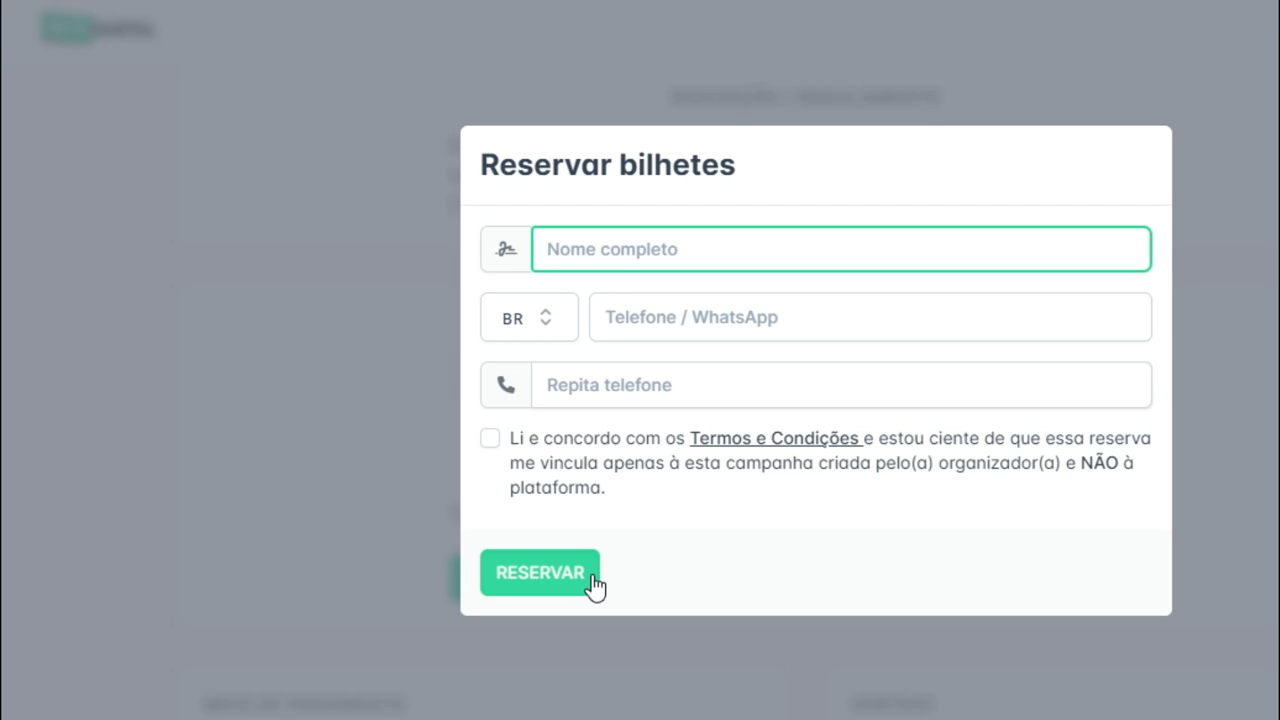 Reservar bilhetes
Nome completo
BR
Telefone / WhatsApp
Repita telefone
Li e concordo com os Termos e Condições e estou ciente de que essa reserva
me vincula apenas à esta campanha criada pelo(a) organizador(a) e NÃO à
plataforma.
RESERVAR